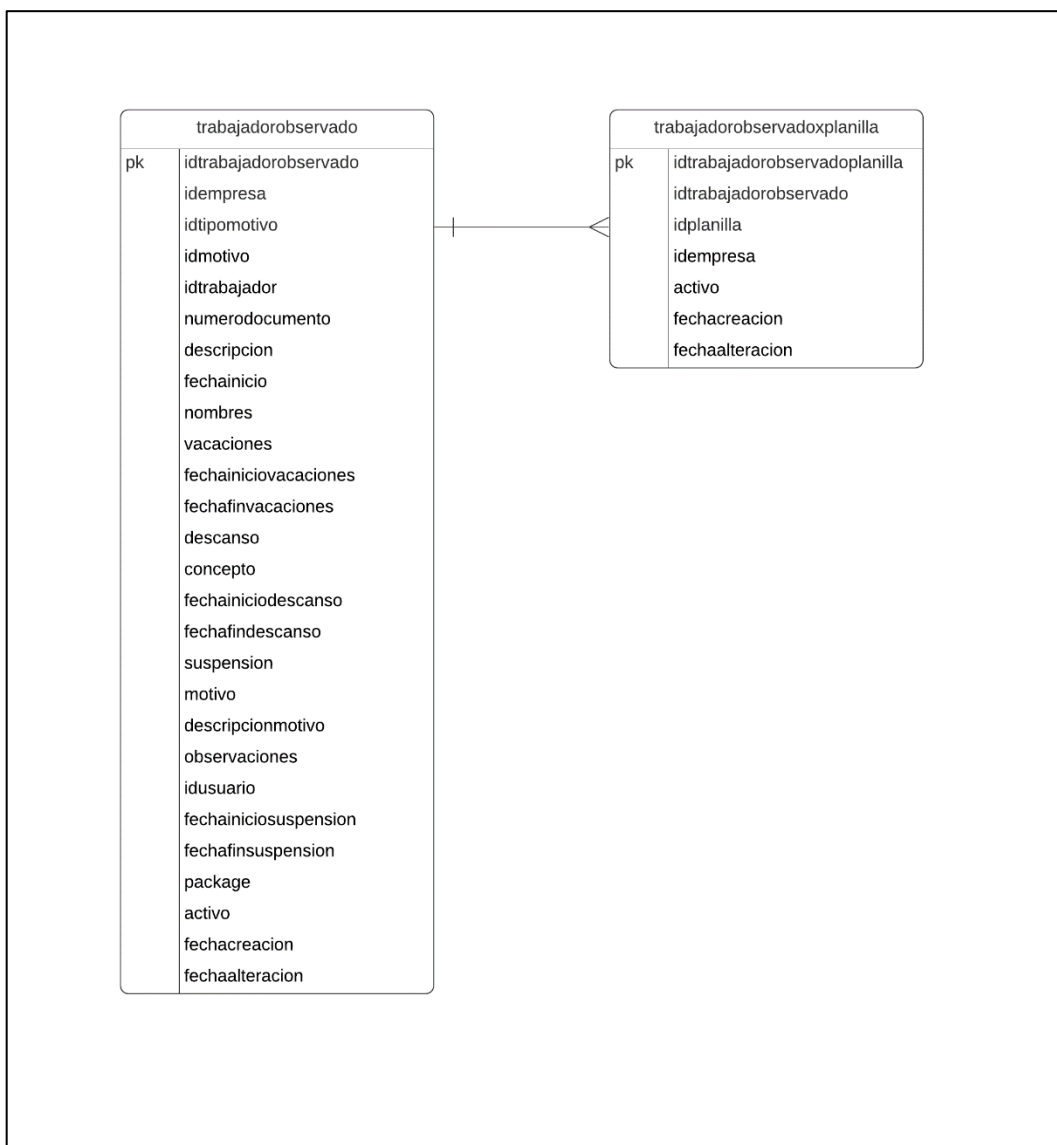 trabajadorobservado
pk idtrabajadorobservado
idempresa
idtipomotivo
idmotivo
idtrabajador
numerodocumento
descripcion
fechainicio
nombres
vacaciones
fechainiciovacaciones
fechafinvacaciones
descanso
concepto
fechainiciodescanso
fechafindescanso
suspension
motivo
descripcionmotivo
observaciones
idusuario
fechainiciosuspension
fechafinsuspension
package
activo
fechacreacion
fechaalteracion
trabajadorobservadoxplanilla
pk idtrabajadorobservadoplanilla
idtrabajadorobservado
idplanilla
idempresa
activo
fechacreacion
fechaalteracion